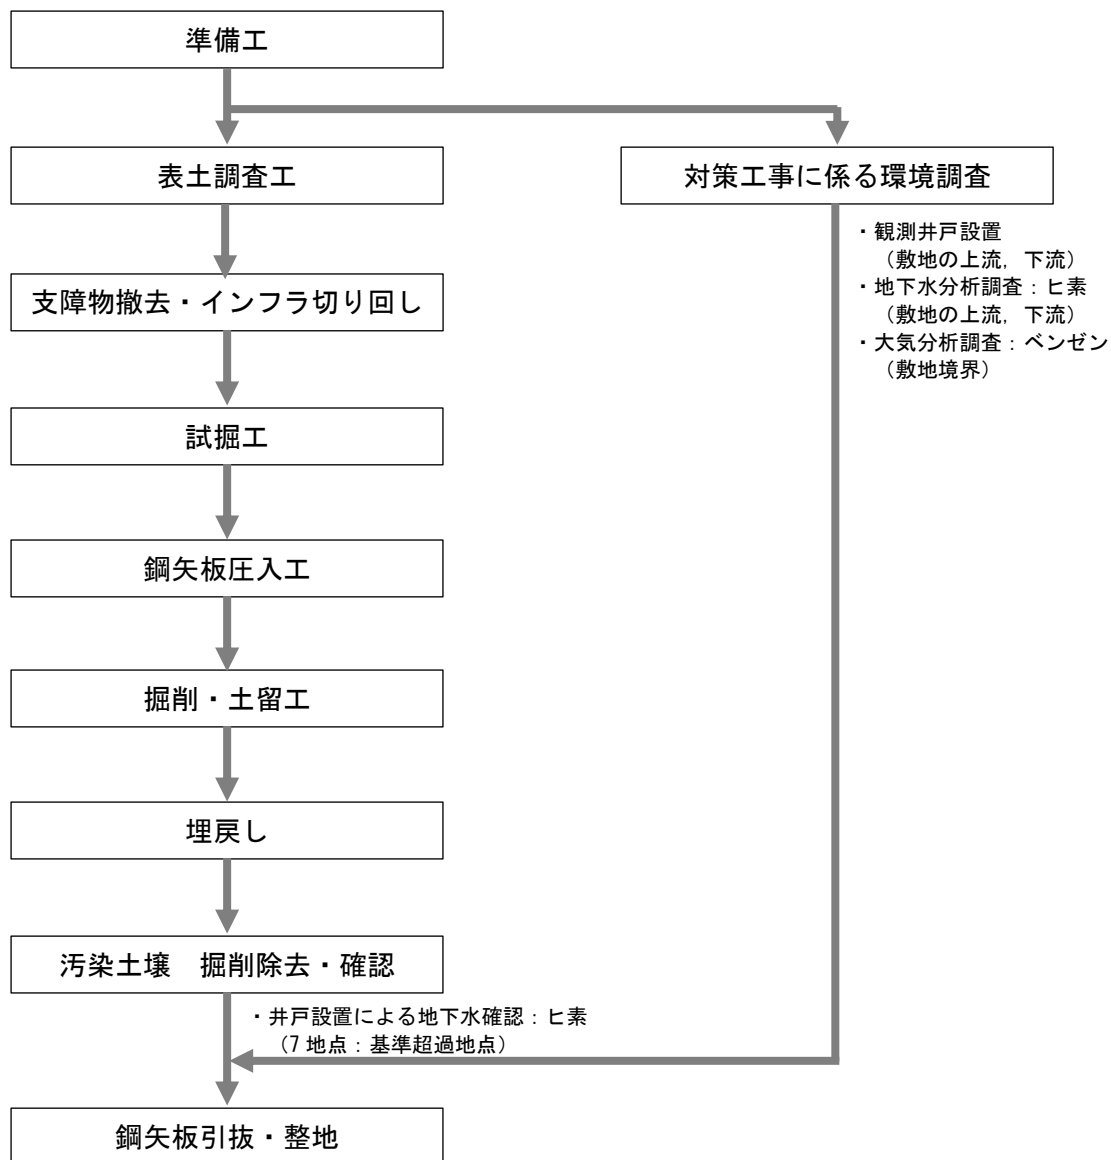 準備工
表土調査工
対策工事に係る環境調査
・観測井戸設置
（敷地の上流，下流）
・地下水分析調査：ヒ素
（敷地の上流，下流）
・大気分析調査：ベンゼン
（敷地境界）
支障物撤去・インフラ切り回し
試掘工
鋼矢板圧入工
掘削・土留工
埋戻し
汚染土壌　掘削除去・確認
・井戸設置による地下水確認：ヒ素
（7 地点：基準超過地点）
鋼矢板引抜・整地